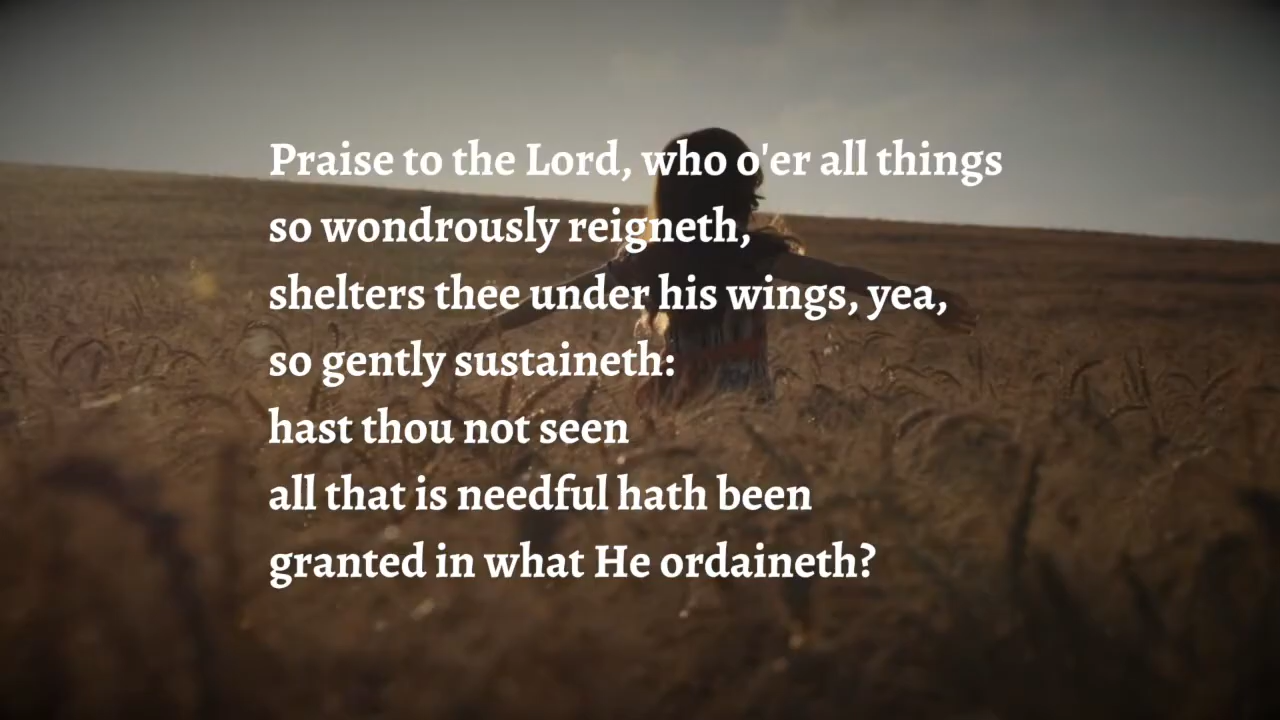 Praise to the Lord, who o'er all things
so wondrously reigneth,
shelters thee under his wings, yea,
so gently sustaineth:
hast thou not seen
all that is needful hath been
granted in what He ordaineth?